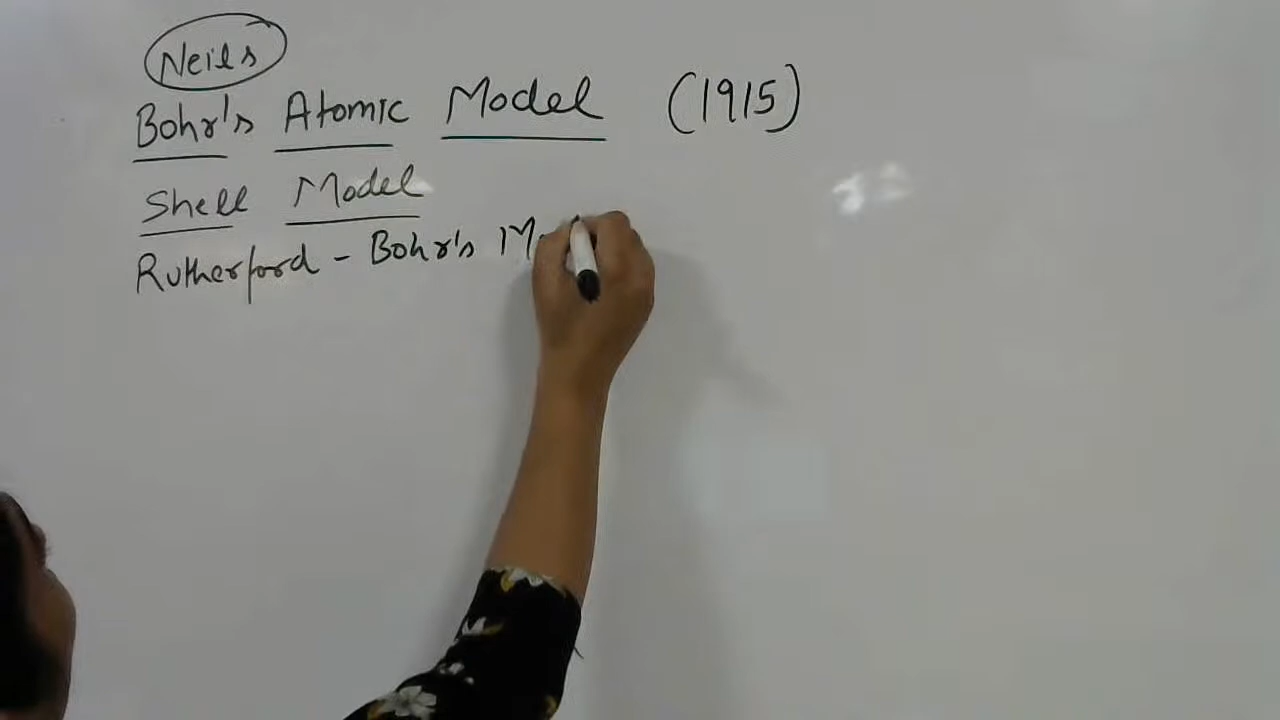 Neils
Bohr's Atomic Model (1915)
Shell Model
Rutherford - Bohr's M